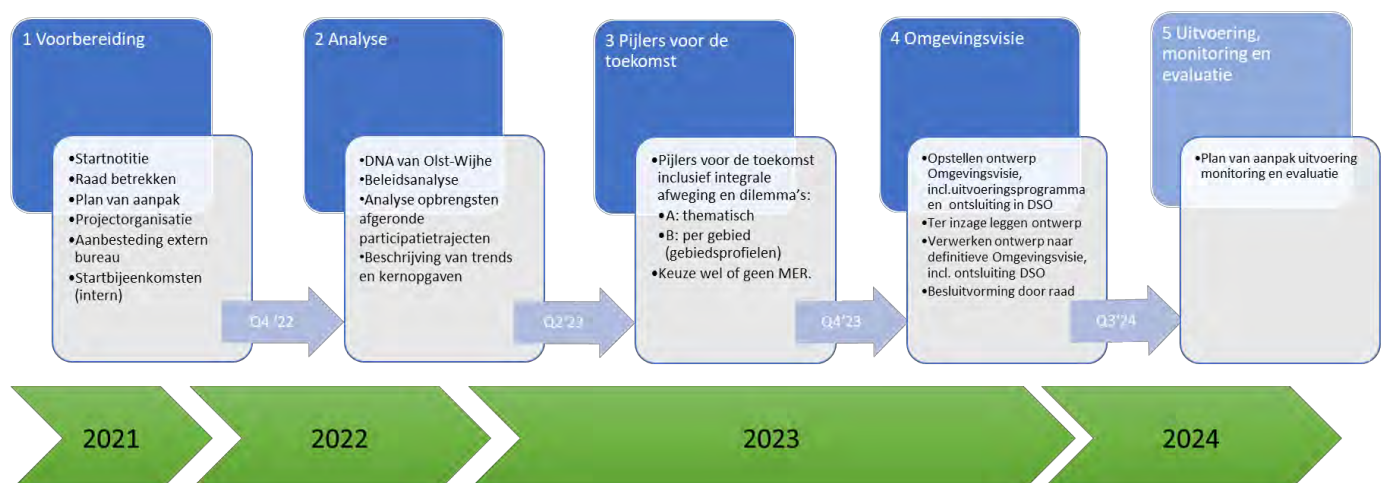 1 Voorbereiding
•Startnotitie
•Raad betrekken
•Plan van aanpak
•Projectorganisatie
•Aanbesteding extern
bureau
•Startbijeenkomsten
(intern)
Q4 '22
2 Analyse
•DNA van Olst-Wijhe
•Beleidsanalyse
•Analyse opbrengsten
afgeronde
participatietrajecten
•Beschrijving van trends
en kernopgaven
Q2'23
3 Pijlers voor de
toekomst
•Pijlers voor de toekomst
inclusief integrale
afweging en dilemma's:
•A: thematisch
•B: per gebied
(gebiedsprofielen)
•Keuze wel of geen MER.
Q4'23
4 Omgevingsvisie
•Opstellen ontwerp
Omgevingsvisie,
incl.uitvoeringsprogramma
en ontsluiting in DSO
•Ter inzage leggen ontwerp
•Verwerken ontwerp naar
definitieve Omgevingsvisie,
incl. ontsluiting DSO
•Besluitvorming door raad
Q3'24
5 Uitvoering,
monitoring en
evaluatie
•Plan van aanpak uitvoering
monitoring en evaluatie
2021
2022
2023
2024